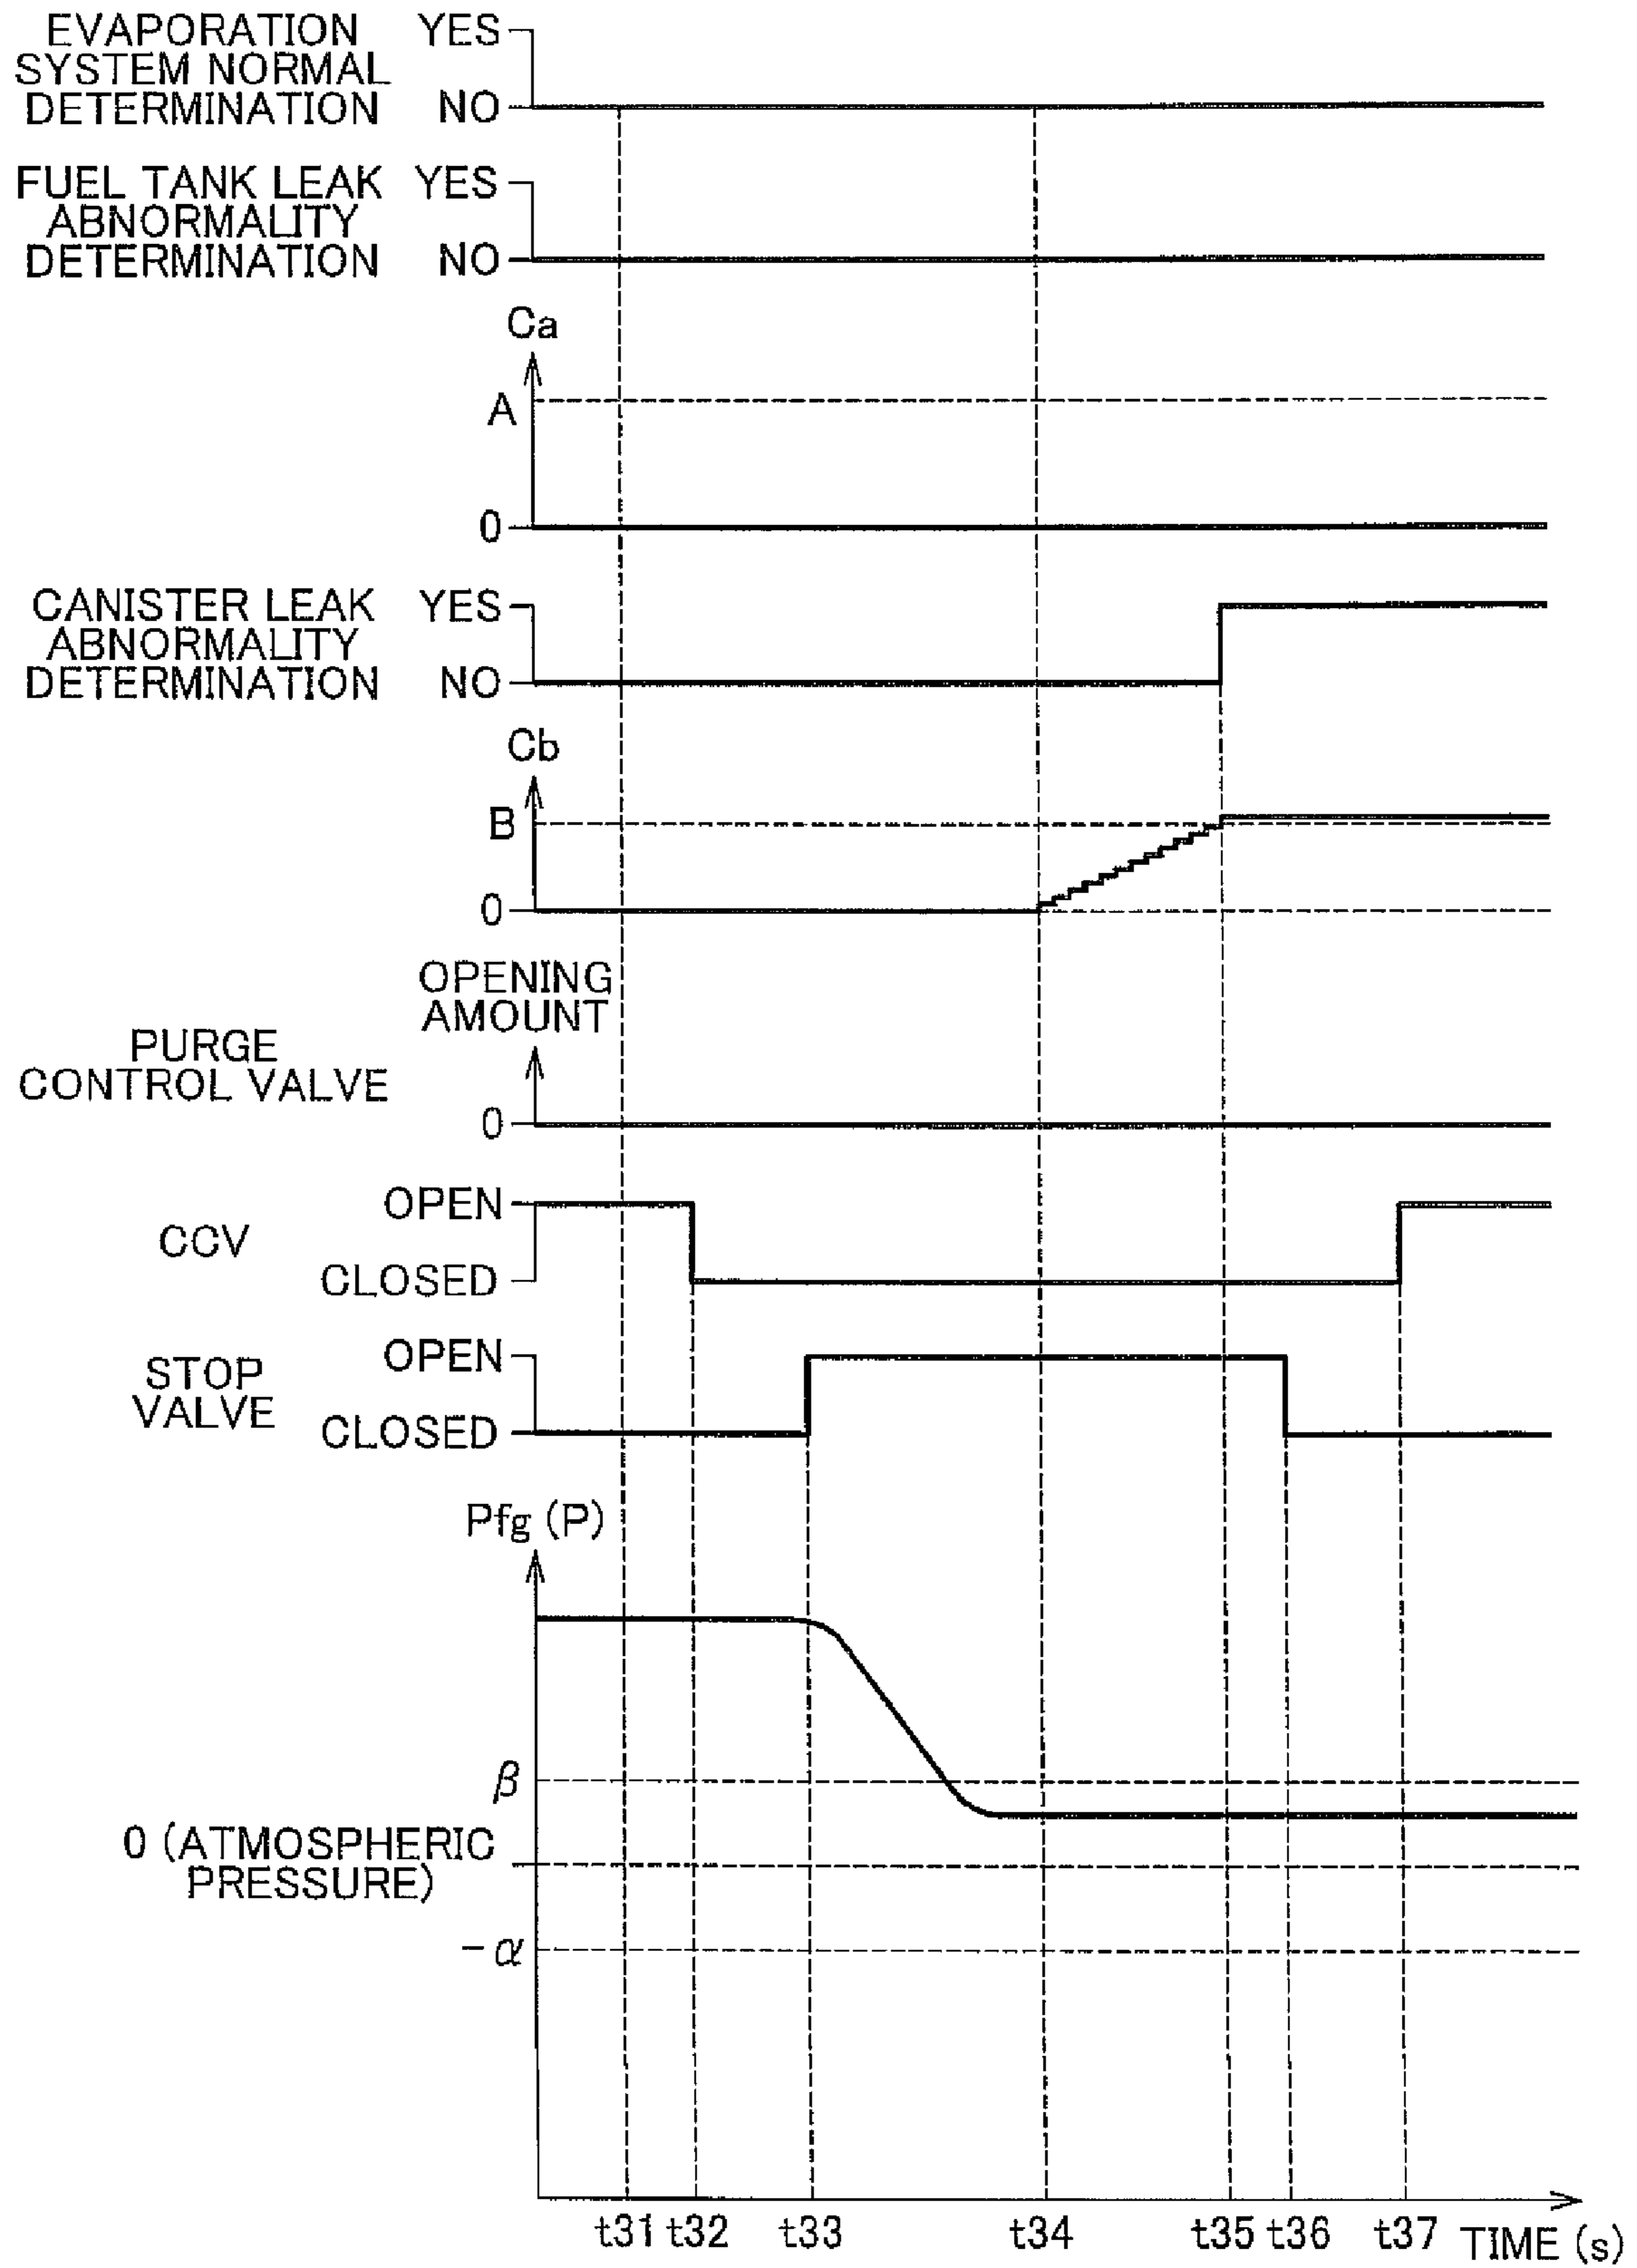 EVAPORATION YES
SYSTEM NORMAL
DETERMINATION NO
FUEL TANK LEAK YES
ABNORMALITY
DETERMINATION NO
Ca
A
0
CANISTER LEAK YES
ABNORMALITY
DETERMINATION NO
Cb
B
0
OPENING
AMOUNT
PURGE
CONTROL VALVE
0
OPEN
CCV
CLOSED
OPEN
STOP
VALVE
CLOSED
Pfg (P)
β
0 (ATMOSPHERIC
PRESSURE)
-α
t31 t32 t33 t34 t35 t36 t37 TIME (s)